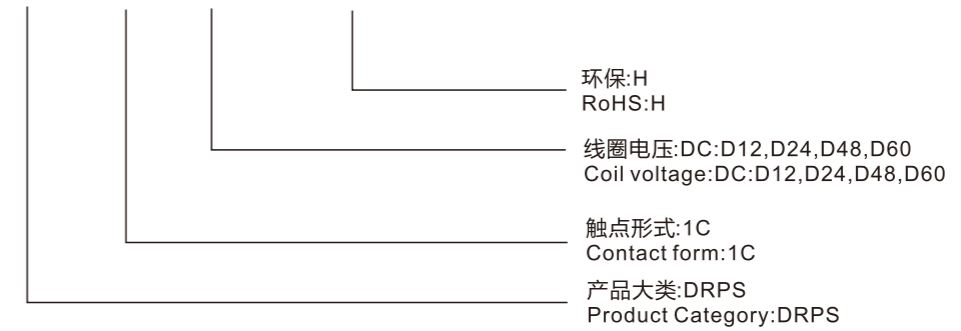 环保:H
RoHS:H
线圈电压:DC:D12,D24,D48,D60
Coil voltage:DC:D12,D24,D48,D60
触点形式:1C
Contact form:1C
产品大类:DRPS
Product Category:DRPS